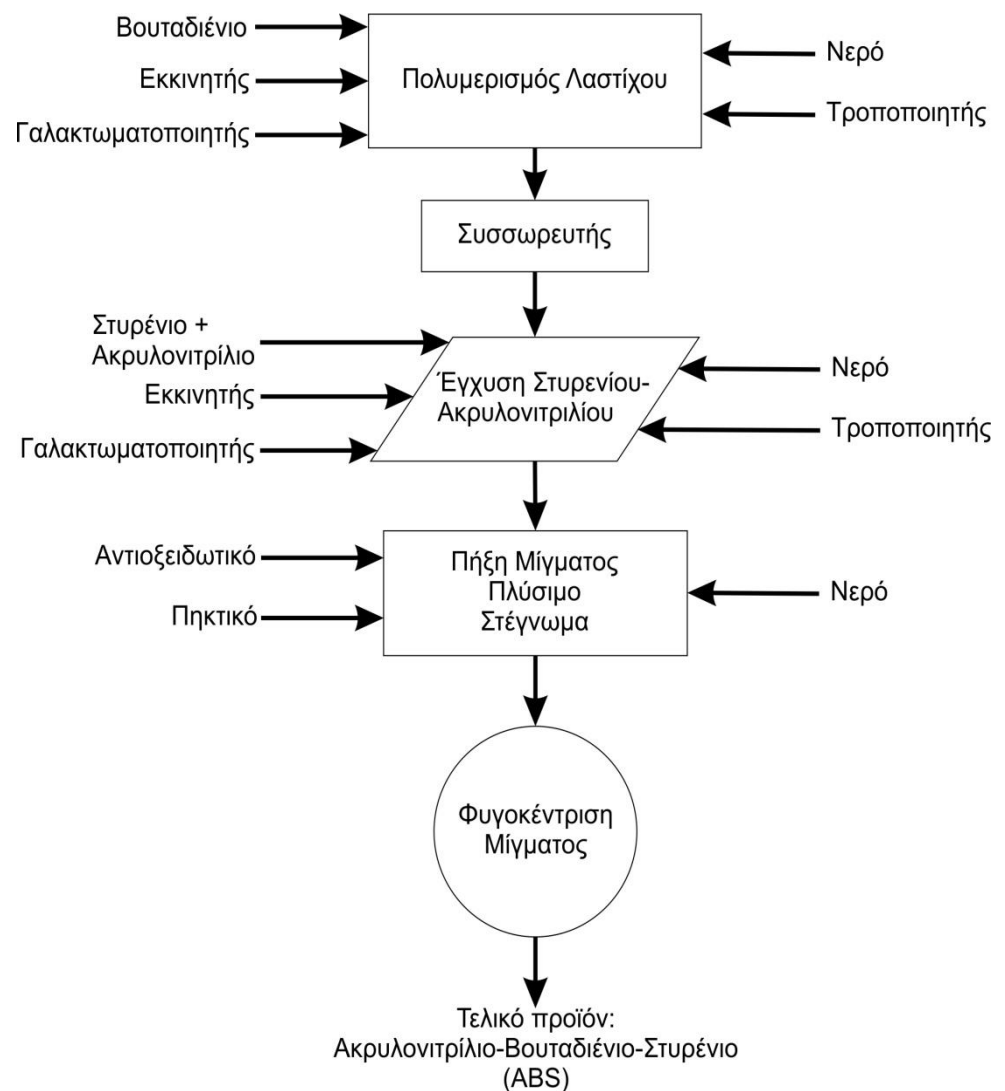 Βουταδιένιο
Εκκινητής
Γαλακτωματοποιητής
Πολυμερισμός Λαστίχου
Νερό
Τροποποιητής
Συσσωρευτής
Στυρένιο +
Ακρυλονιτρίλιο
Εκκινητής
Γαλακτωματοποιητής
Έγχυση Στυρενίου-
Ακρυλονιτριλίου
Νερό
Τροποποιητής
Αντιοξειδωτικό
Πηκτικό
Πήξη Μίγματος
Πλύσιμο
Στέγνωμα
Νερό
Φυγοκέντριση
Μίγματος
Τελικό προϊόν:
Ακρυλονιτρίλιο-Βουταδιένιο-Στυρένιο
(ABS)